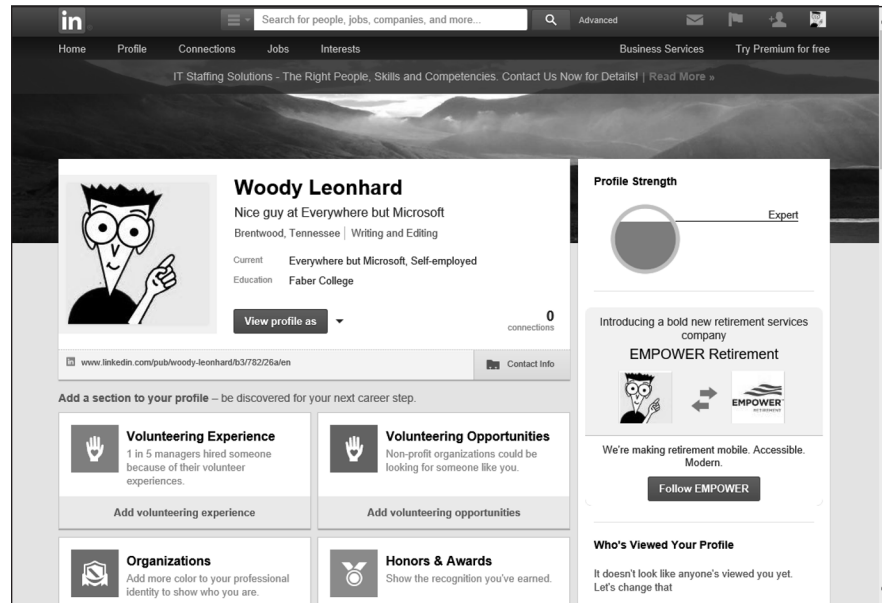 in
Search for people, jobs, companies, and more...
Advanced
Home Profile Connections Jobs Interests Business Services Try Premium for free
IT Staffing Solutions - The Right People, Skills and Competencies. Contact Us Now for Details! | Read More »
Woody Leonhard
Nice guy at Everywhere but Microsoft
Brentwood, Tennessee | Writing and Editing
Current Everywhere but Microsoft, Self-employed
Education Faber College
View profile as
0
connections
in www.linkedin.com/pub/woody-leonhard/b3/782/26a/en
Contact Info
Add a section to your profile – be discovered for your next career step.
Volunteering Experience
1 in 5 managers hired someone
because of their volunteer
experiences.
Add volunteering experience
Volunteering Opportunities
Non-profit organizations could be
looking for someone like you.
Add volunteering opportunities
Organizations
Add more color to your professional
identity to show who you are.
Honors & Awards
Show the recognition you've earned.
Profile Strength
Expert
Introducing a bold new retirement services
company
EMPOWER Retirement
EMPOWER
RETIREMENT
We're making retirement mobile. Accessible.
Modern.
Follow EMPOWER
Who's Viewed Your Profile
It doesn't look like anyone's viewed you yet.
Let's change that